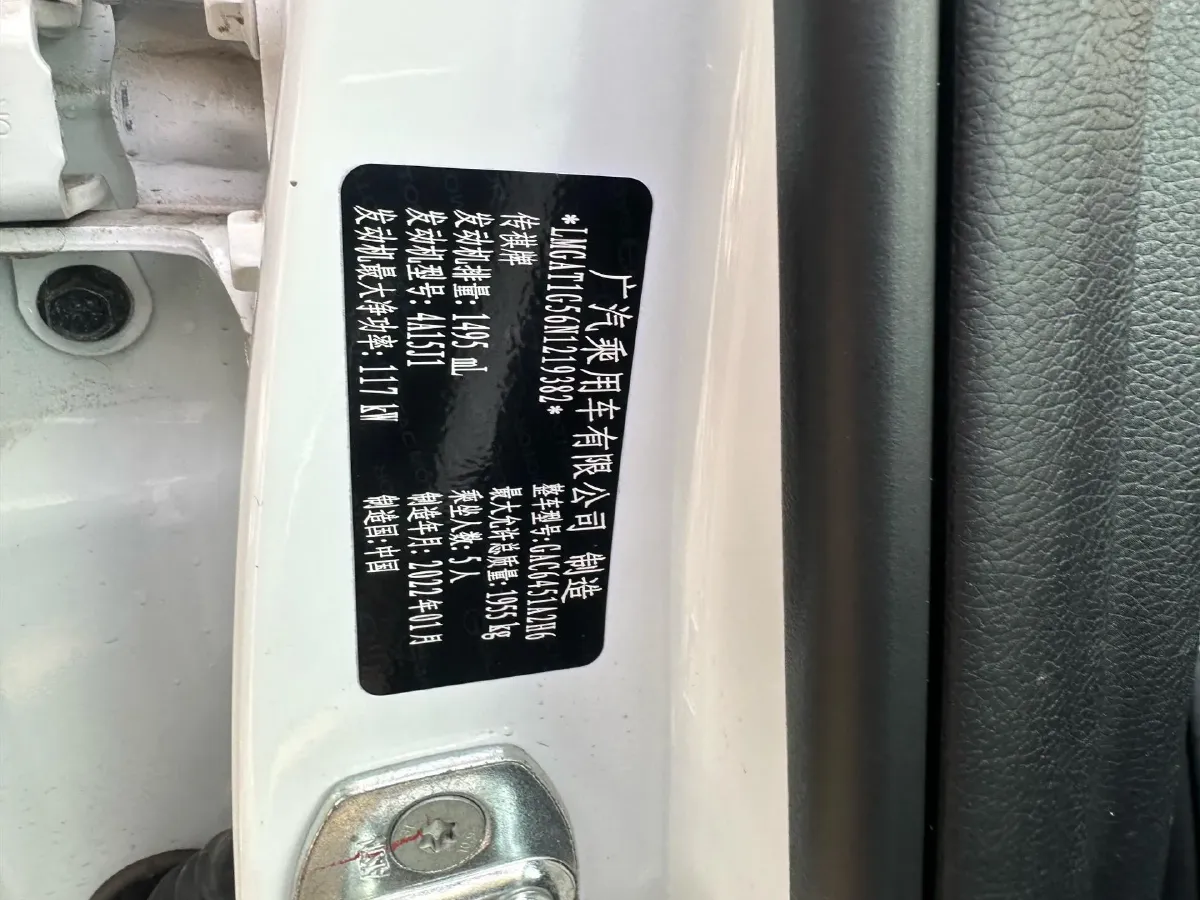 广汽乘用车有限公司 制造
*LMGAT1G56N1219382* 整车型号:GAC6451A2H6
传祺牌 最大允许总质量:1955 kg
发动机排量:1495 mL 乘坐人数:5人
发动机型号:4A15J1 制造年月:2022年01月
发动机最大净功率:117 kW 制造国:中国